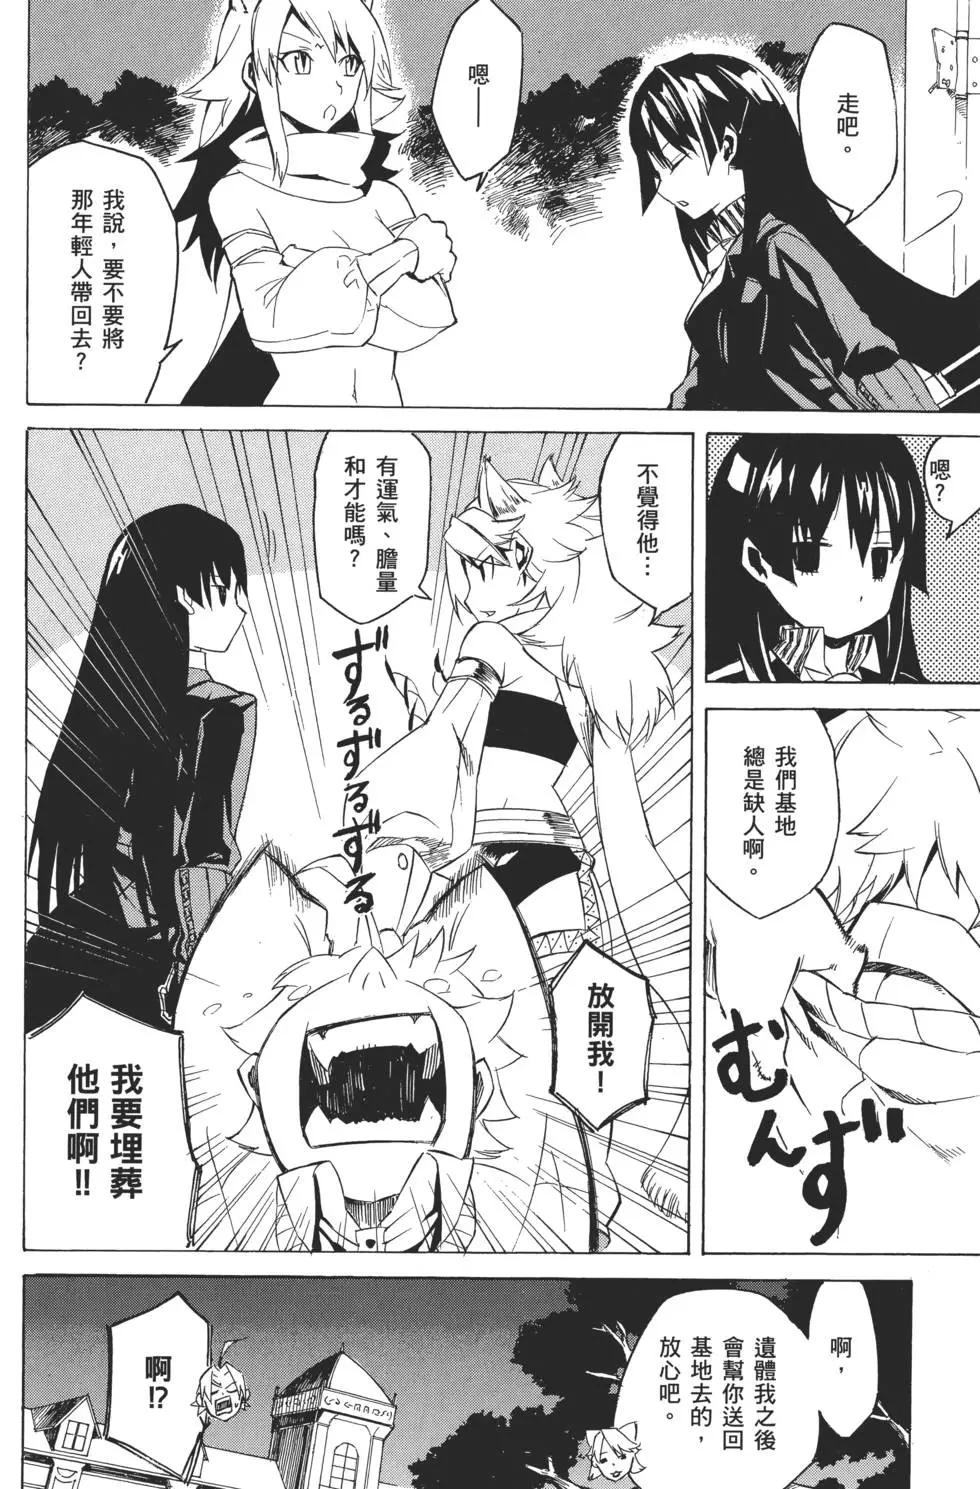 走吧。
嗯——
我說，要不要將
那年輕人帶回去？
嗯？
我們基地
總是缺人啊。
むんず
不覺得他…
有運氣、膽量
和才能嗎？
ずるずるずる
放開我！
我要埋葬
他們啊!!
啊，
遺體我之後
會幫你送回
基地去的，
放心吧。
啊!?